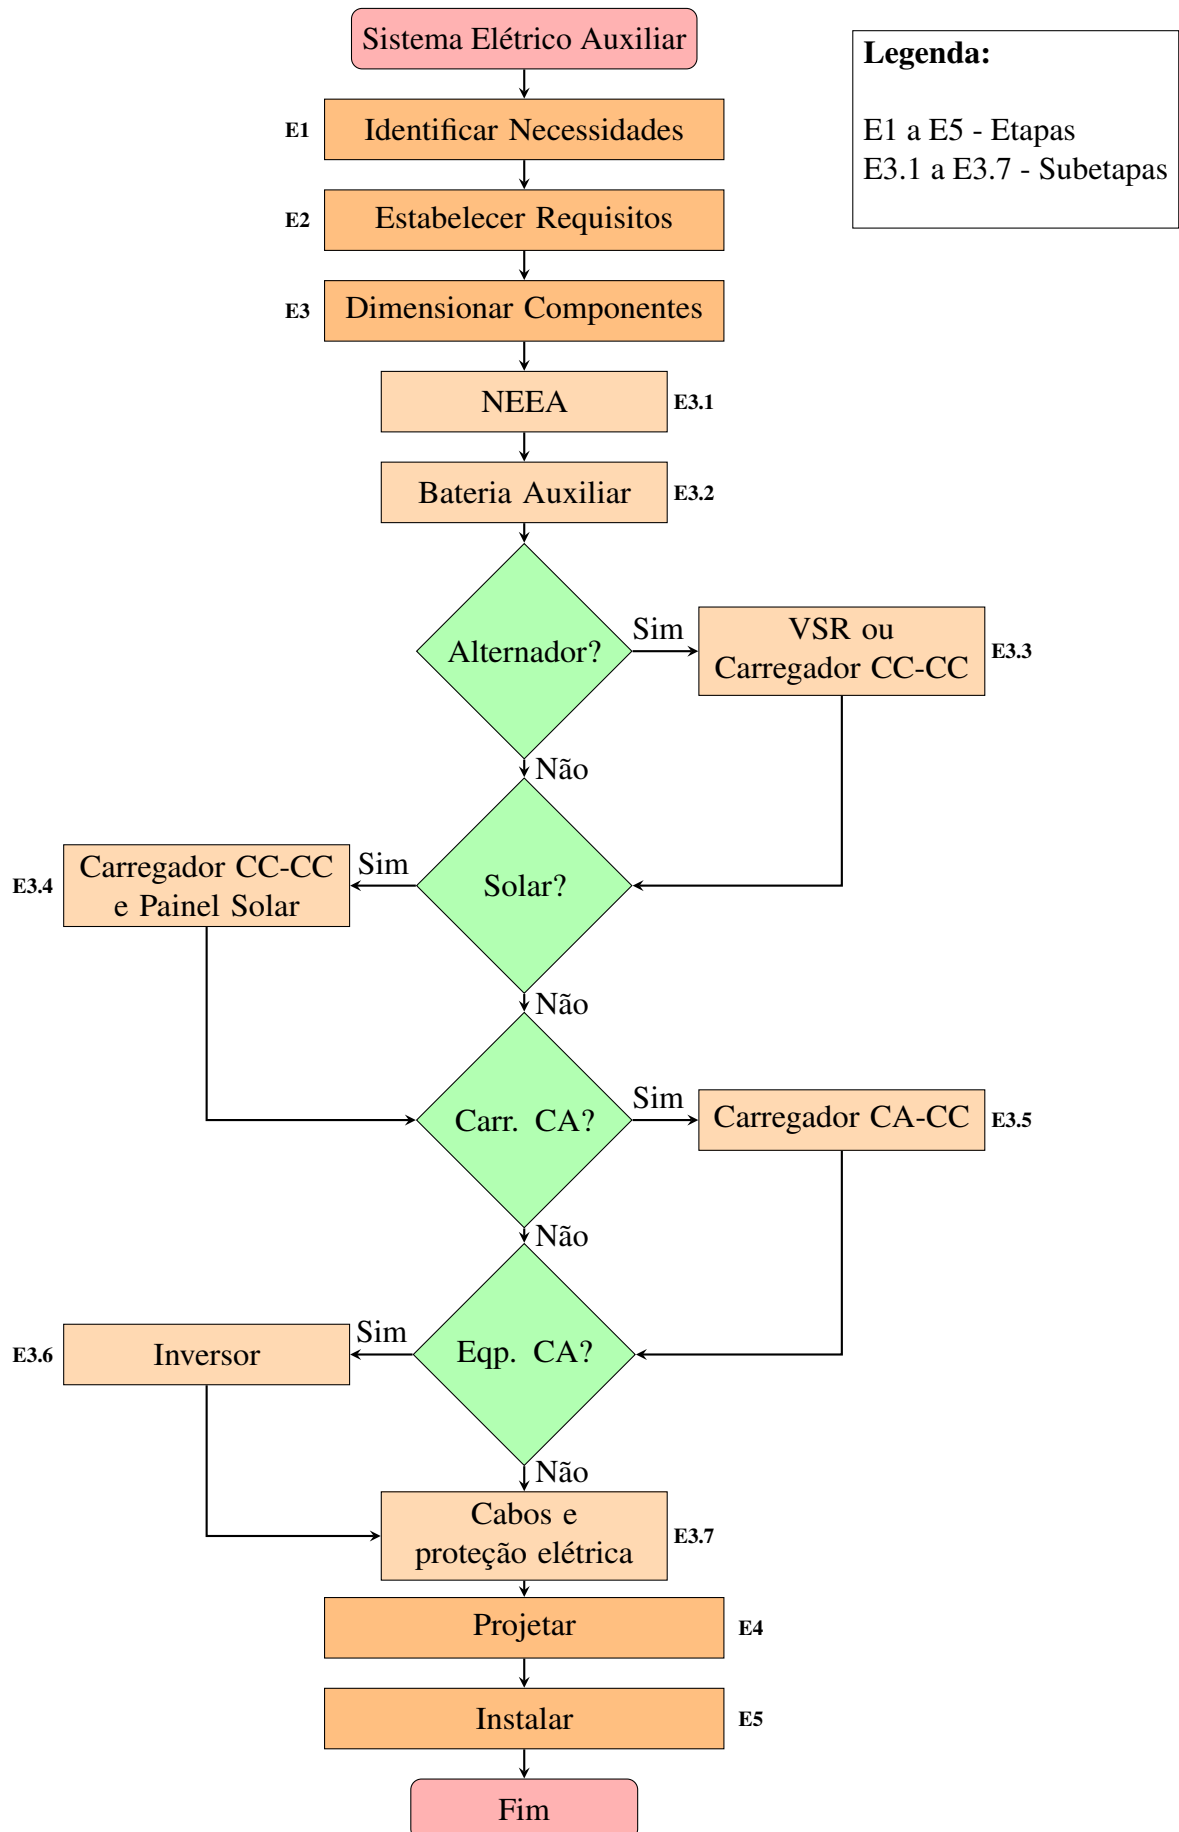 Sistema Elétrico Auxiliar
Legenda:
E1 a E5 - Etapas
E3.1 a E3.7 - Subetapas
E1
Identificar Necessidades
E2
Estabelecer Requisitos
E3
Dimensionar Componentes
NEEA
E3.1
Bateria Auxiliar
E3.2
Alternador?
Sim
VSR ou
Carregador CC-CC
E3.3
Não
Solar?
Sim
Carregador CC-CC
e Painel Solar
E3.4
Não
Carr. CA?
Sim
Carregador CA-CC
E3.5
Não
Eqp. CA?
Sim
Inversor
E3.6
Não
Cabos e
proteção elétrica
E3.7
Projetar
E4
Instalar
E5
Fim